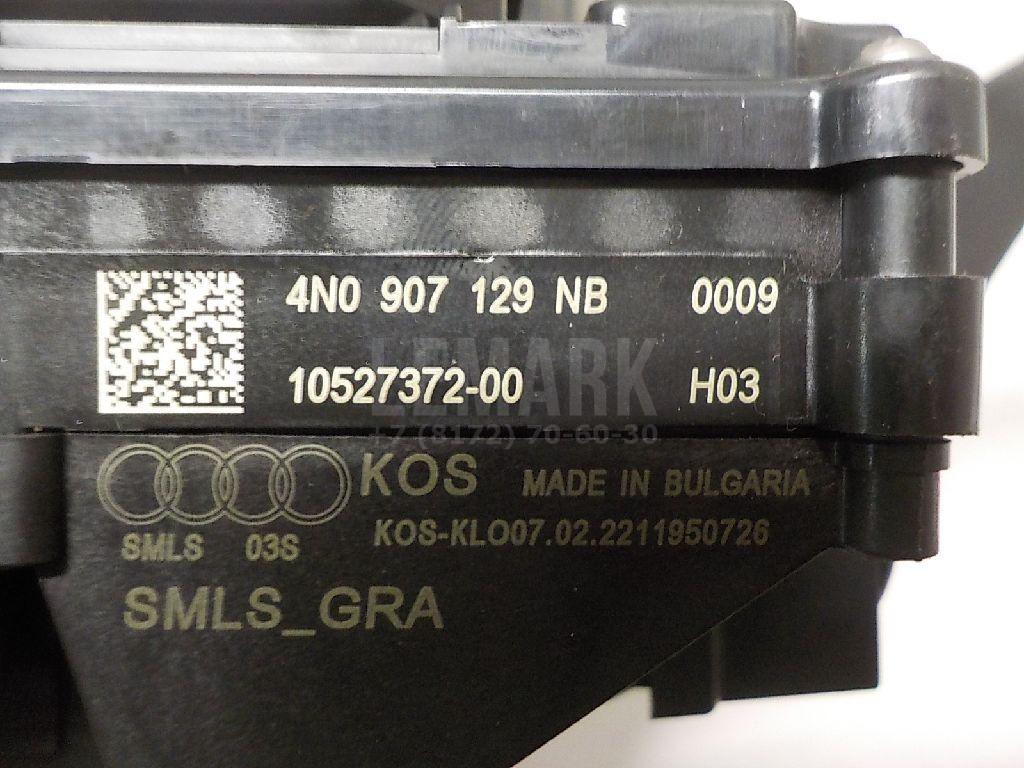 4N0 907 129 NB 0009
10527372-00 H03
LEMARK
+7 (8172) 70-60-30
KOS MADE IN BULGARIA
SMLS 03S KOS-KLO07.02.2211950726
SMLS_GRA